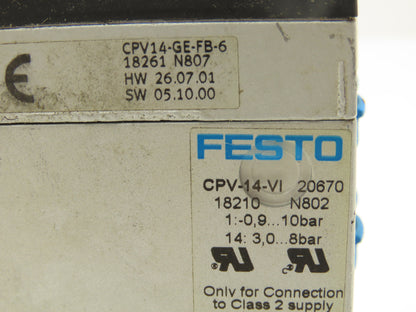 CPV14-GE-FB-6
18261 N807
HW 26.07.01
SW 05.10.00
CE
FESTO
CPV-14-VI 20670
18210 N802
1:-0,9...10bar
14: 3,0...8bar
Only for Connection
to Class 2 supply